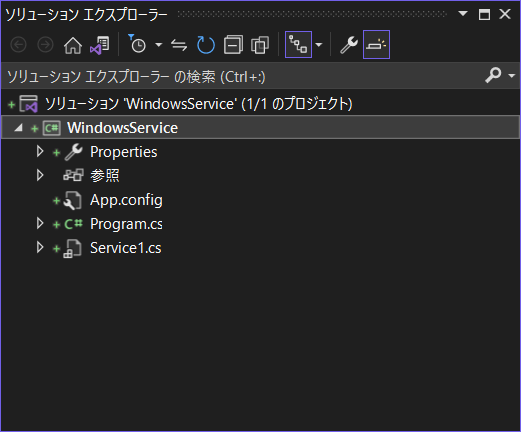 ソリューション エクスプローラー
ソリューション エクスプローラー の検索 (Ctrl+:)
ソリューション 'WindowsService' (1/1 のプロジェクト)
C# WindowsService
Properties
参照
App.config
C# Program.cs
Service1.cs